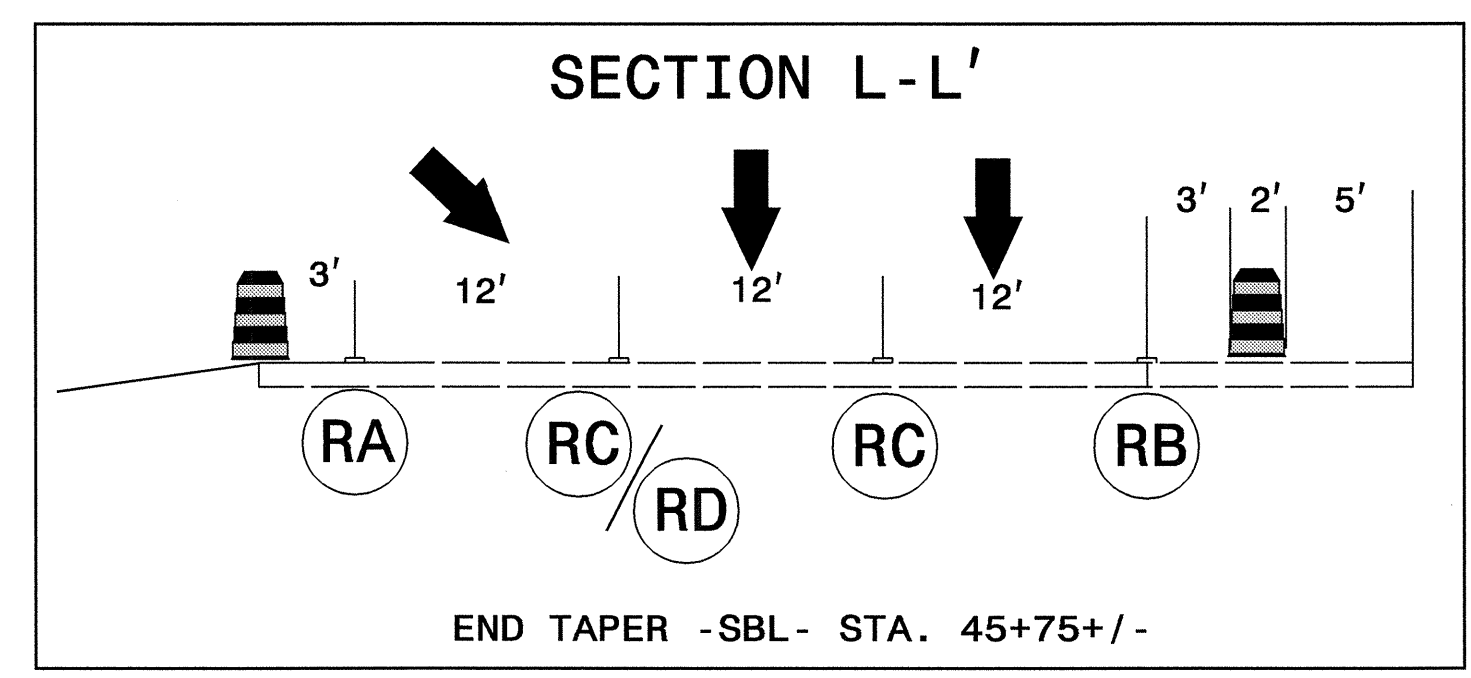 SECTION L-L'
3' 2' 5'
3' 12' 12' 12'
RA RC / RD RC RB
END TAPER -SBL- STA. 45+75+/-